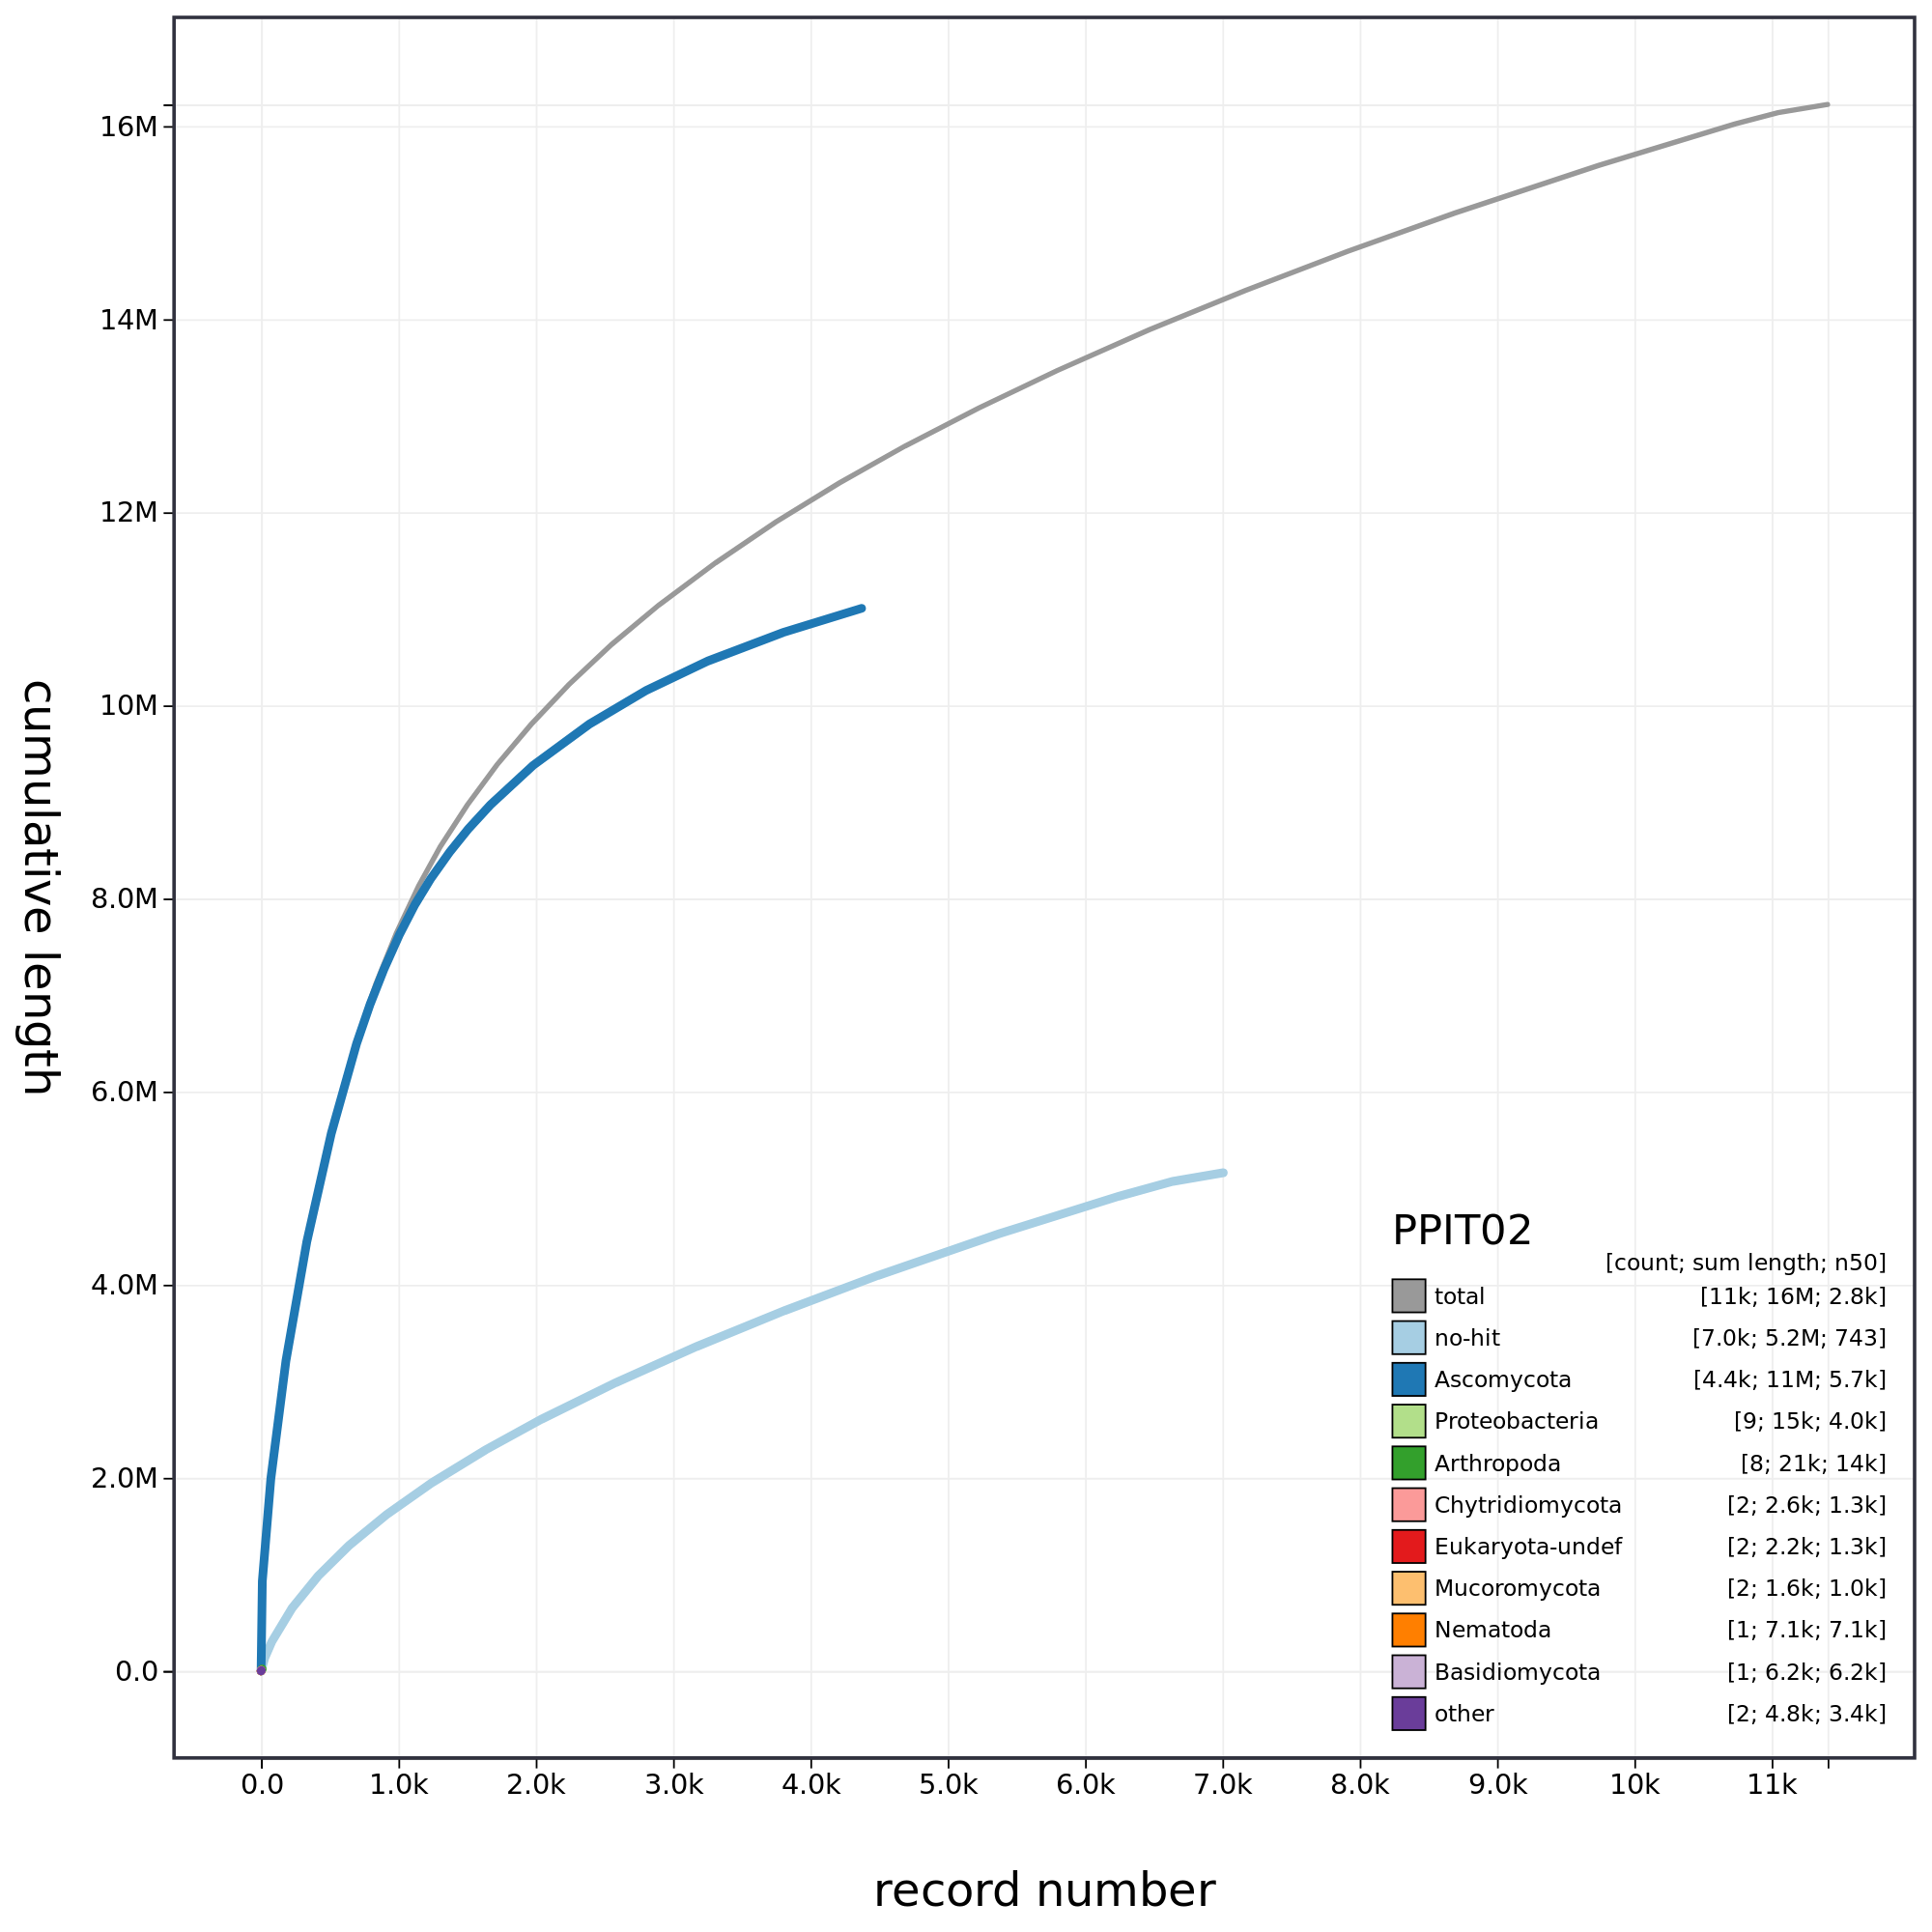 16M
14M
12M
10M
8.0M
6.0M
4.0M
2.0M
0.0
cumulative length
PPIT02
[count; sum length; n50]
total [11k; 16M; 2.8k]
no-hit [7.0k; 5.2M; 743]
Ascomycota [4.4k; 11M; 5.7k]
Proteobacteria [9; 15k; 4.0k]
Arthropoda [8; 21k; 14k]
Chytridiomycota [2; 2.6k; 1.3k]
Eukaryota-undef [2; 2.2k; 1.3k]
Mucoromycota [2; 1.6k; 1.0k]
Nematoda [1; 7.1k; 7.1k]
Basidiomycota [1; 6.2k; 6.2k]
other [2; 4.8k; 3.4k]
0.0 1.0k 2.0k 3.0k 4.0k 5.0k 6.0k 7.0k 8.0k 9.0k 10k 11k
record number